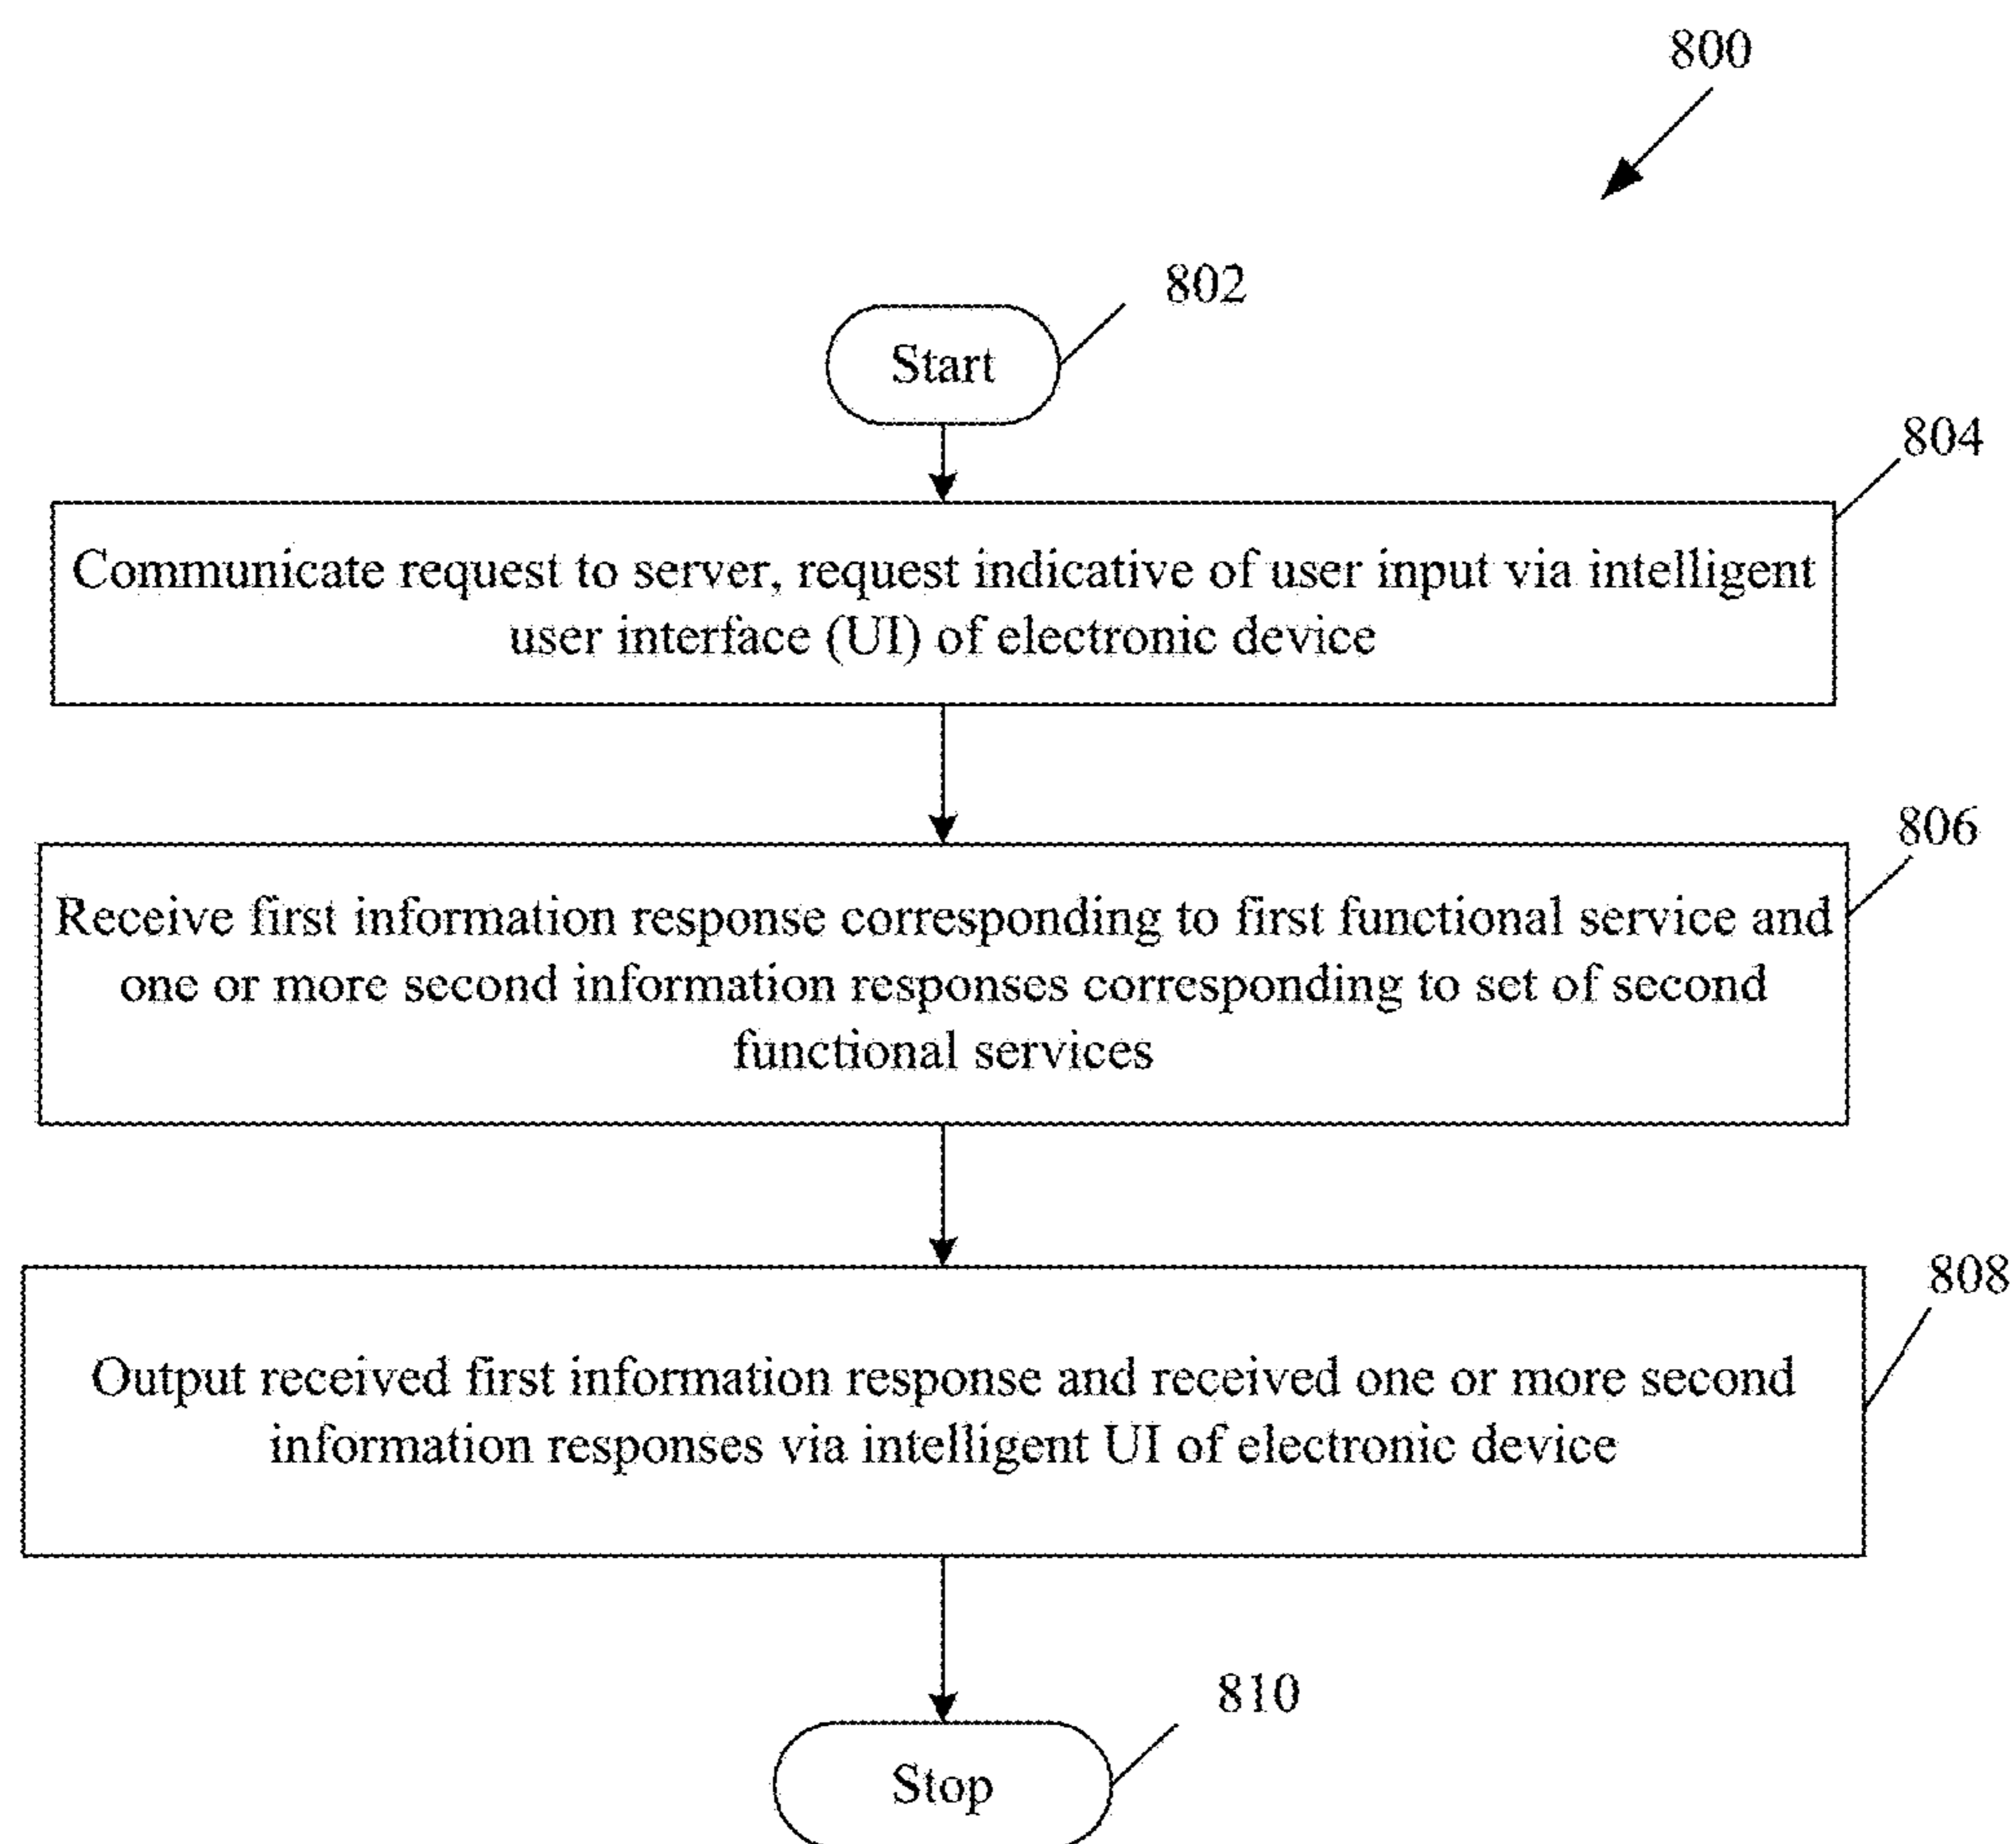 800
802
Start
804
Communicate request to server, request indicative of user input via intelligent
user interface (UI) of electronic device
806
Receive first information response corresponding to first functional service and
one or more second information responses corresponding to set of second
functional services
808
Output received first information response and received one or more second
information responses via intelligent UI of electronic device
810
Stop